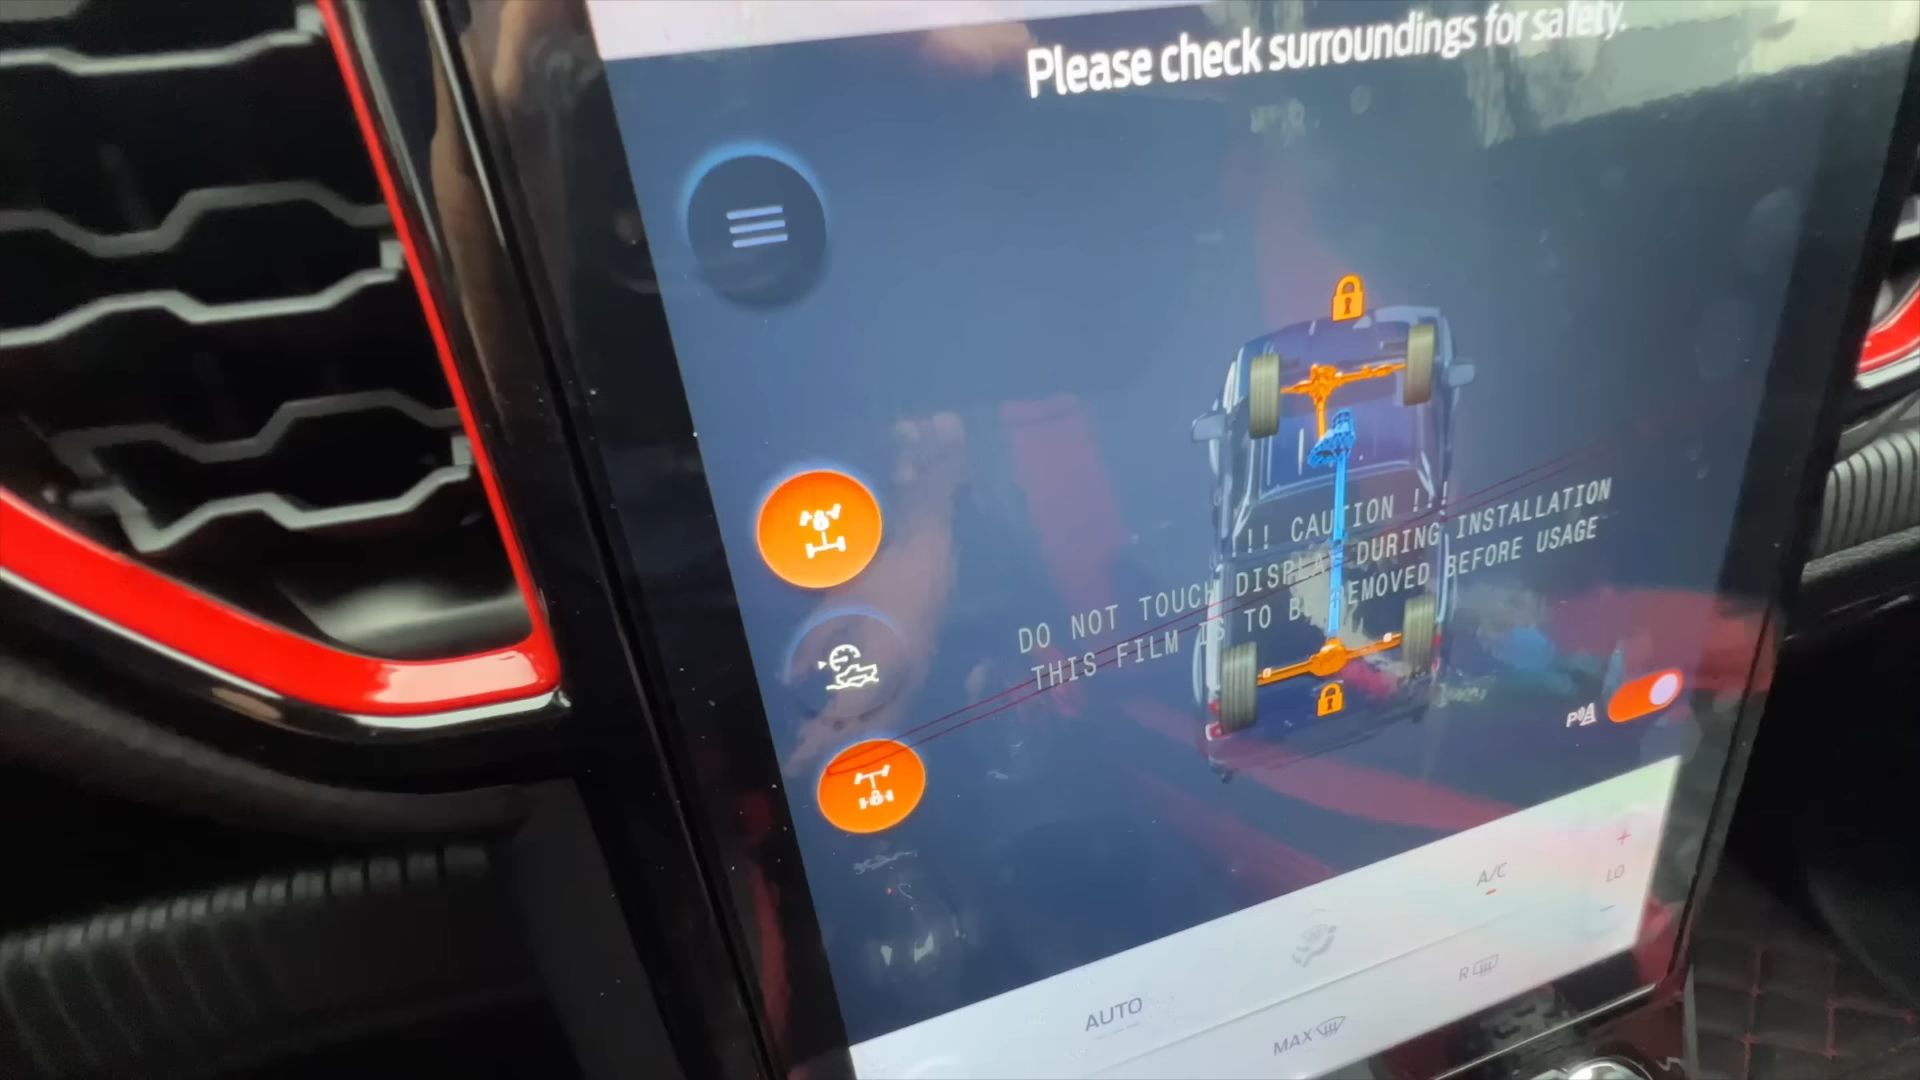 Please check surroundings for safety.
!!! CAUTION !!!
DO NOT TOUCH DISPLAY DURING INSTALLATION
THIS FILM IS TO BE REMOVED BEFORE USAGE
A/C
LO
R
AUTO
MAX